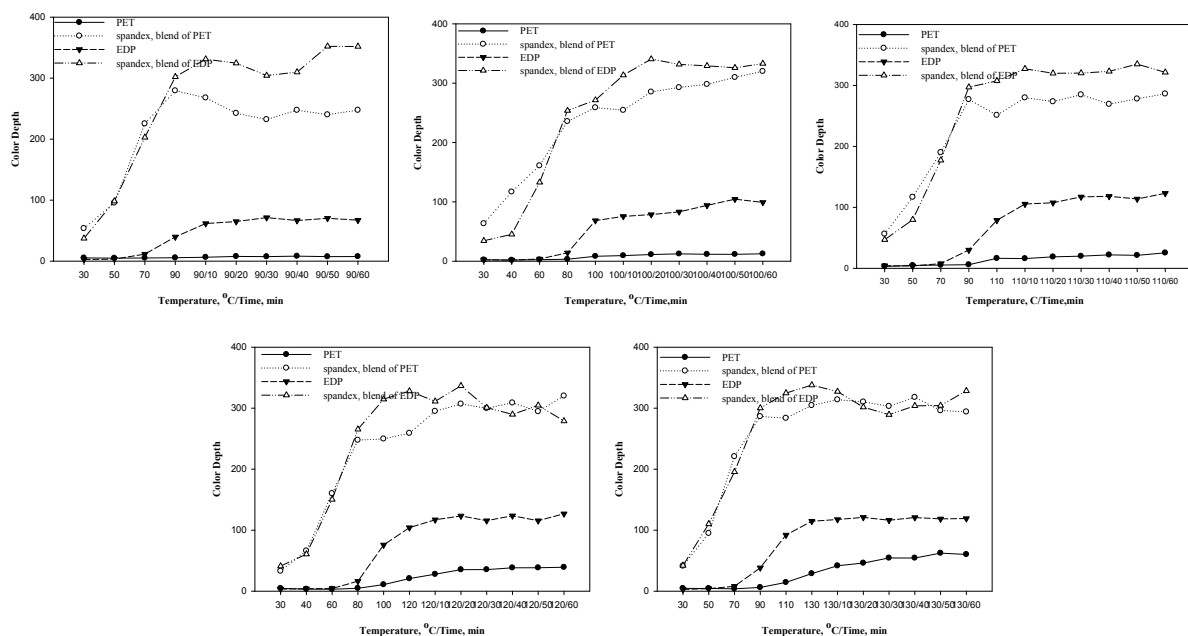 400
300
200
100
0
Color Depth
PET
spandex, blend of PET
EDP
spandex, blend of EDP
30 50 70 90 90/10 90/20 90/30 90/40 90/50 90/60
Temperature, °C/Time, min
400
300
200
100
0
Color Depth
PET
spandex, blend of PET
EDP
spandex, blend of EDP
30 40 60 80 100 100/10 100/20 100/30 100/40 100/50 100/60
Temperature, °C/Time,min
400
300
200
100
0
Color Depth
PET
spandex, blend of PET
EDP
spandex, blend of EDP
30 50 70 90 110 110/10 110/20 110/30 110/40 110/50 110/60
Temperature, C/Time,min
400
300
200
100
0
Color Depth
PET
spandex, blend of PET
EDP
spandex, blend of EDP
30 40 60 80 100 120 120/10 120/20 120/30 120/40 120/50 120/60
Temperature, °C/Time, min
400
300
200
100
0
Color Depth
PET
spandex, blend of PET
EDP
spandex, blend of EDP
30 50 70 90 110 130 130/10 130/20 130/30 130/40 130/50 130/60
Temperature, °C/Time, min